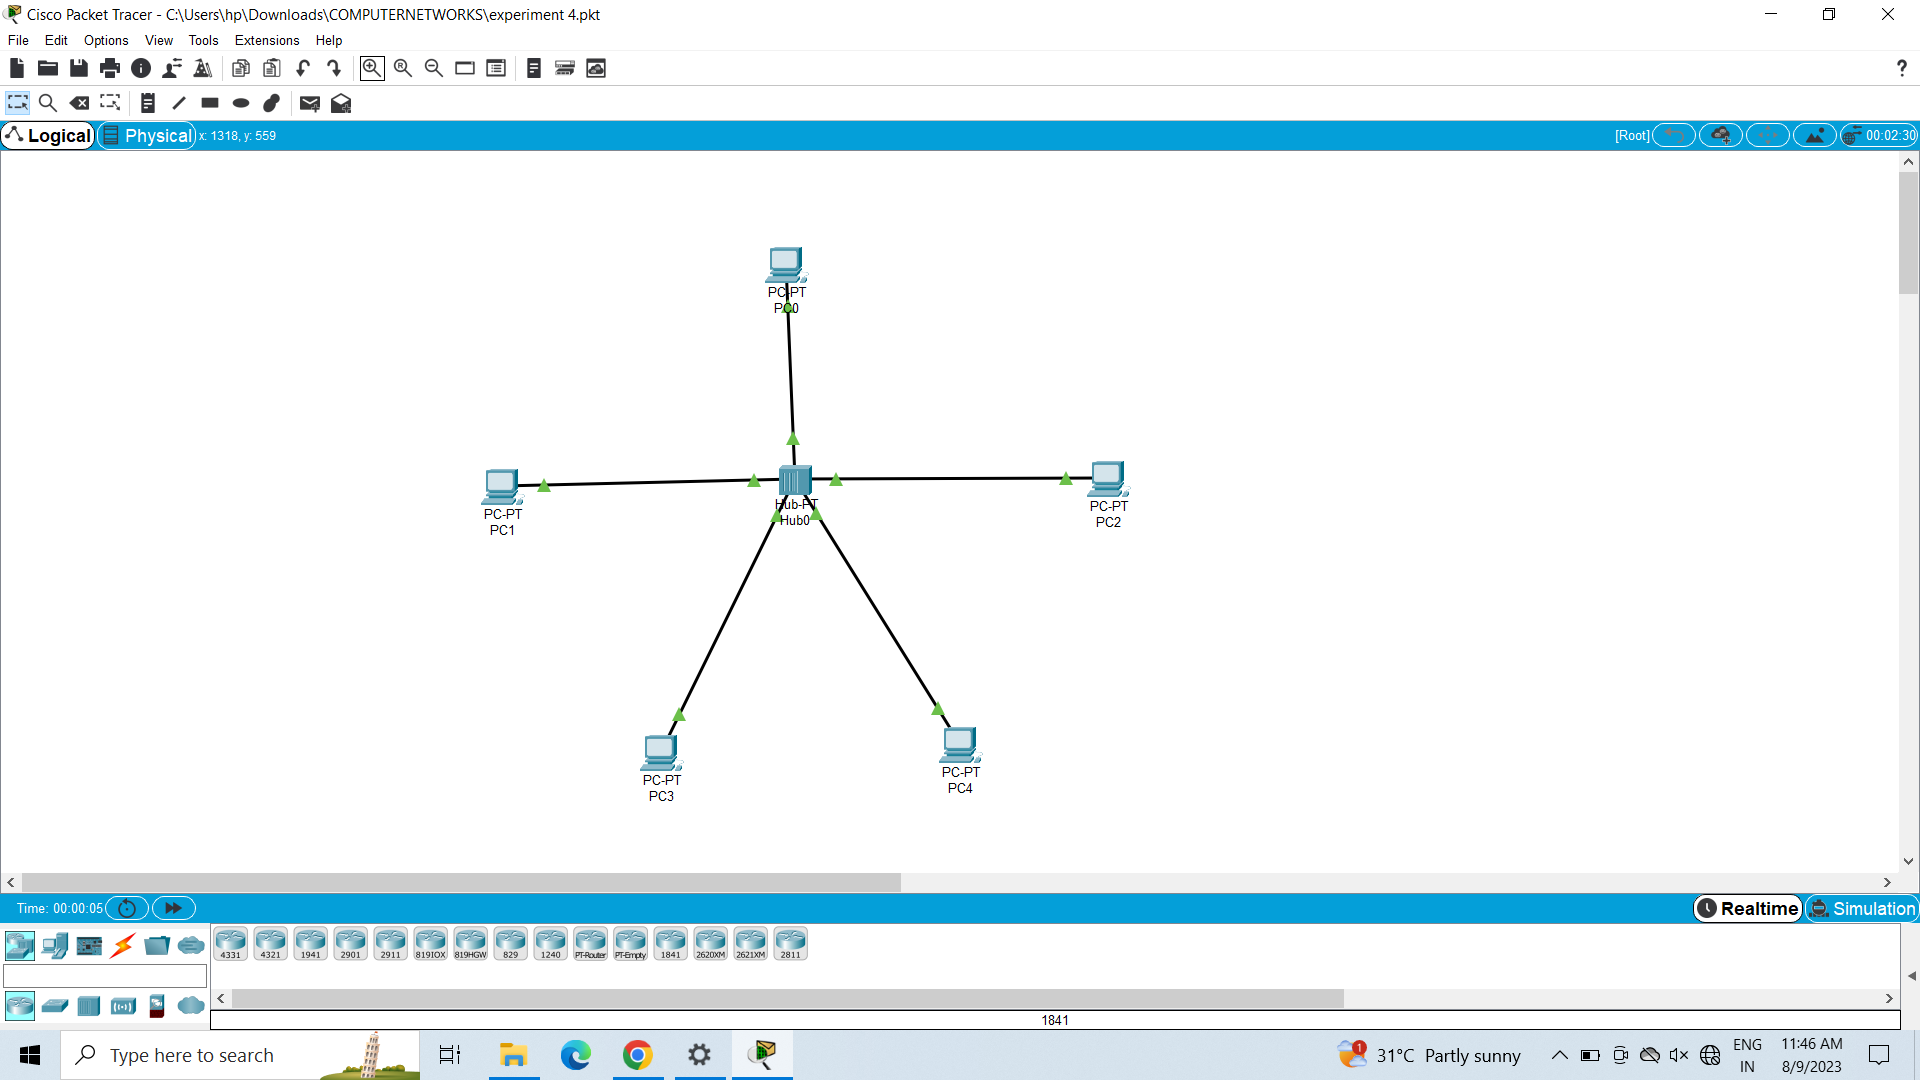 Cisco Packet Tracer - C:\Users\hp\Downloads\COMPUTERNETWORKS\experiment 4.pkt
File Edit Options View Tools Extensions Help
?
Logical Physical x: 1318, y: 559 [Root] 00:02:30
PC-PT
PC0
PC-PT
PC1
Hub-PT
Hub0
PC-PT
PC2
PC-PT
PC3
PC-PT
PC4
Time: 00:00:05 Realtime Simulation
4331 4321 1941 2901 2911 819IOX 819HGW 829 1240 PT-Router PT-Empty 1841 2620XM 2621XM 2811
1841
Type here to search
1 31°C Partly sunny
ENG
IN
11:46 AM
8/9/2023